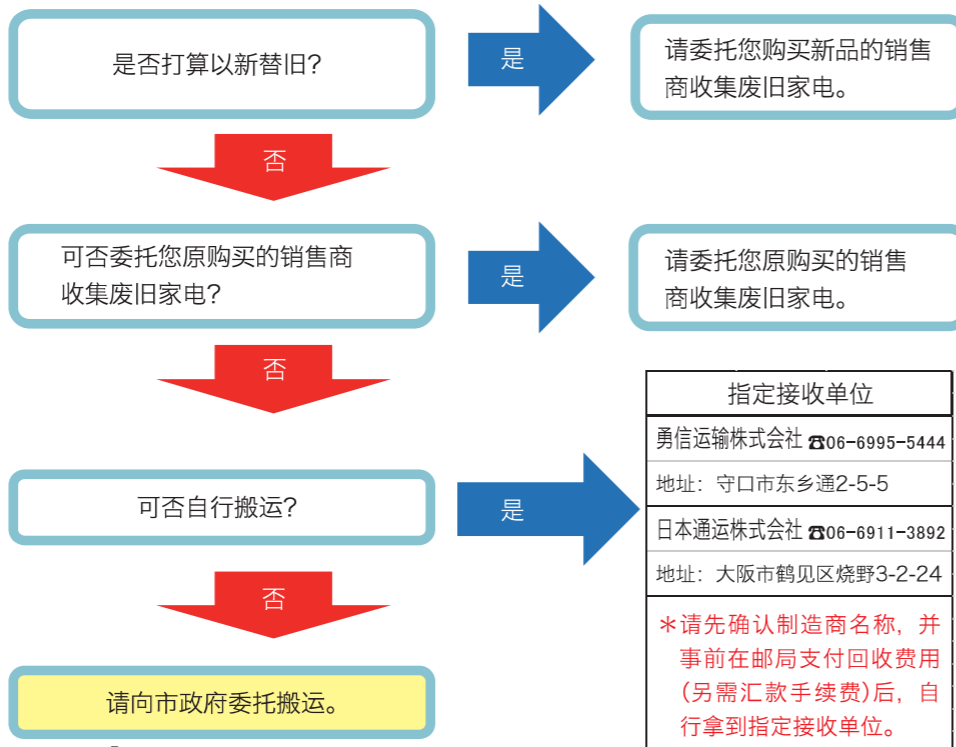 是否打算以新替旧?
是
请委托您购买新品的销售
商收集废旧家电。
否
可否委托您原购买的销售商
收集废旧家电?
是
请委托您原购买的销售
商收集废旧家电。
否
可否自行搬运?
是
指定接收单位
勇信运输株式会社 ☎06-6995-5444
地址：守口市东乡通2-5-5
日本通运株式会社 ☎06-6911-3892
地址：大阪市鹤见区烧野3-2-24
＊请先确认制造商名称，并
事前在邮局支付回收费用
(另需汇款手续费)后，自
行拿到指定接收单位。
否
请向市政府委托搬运。